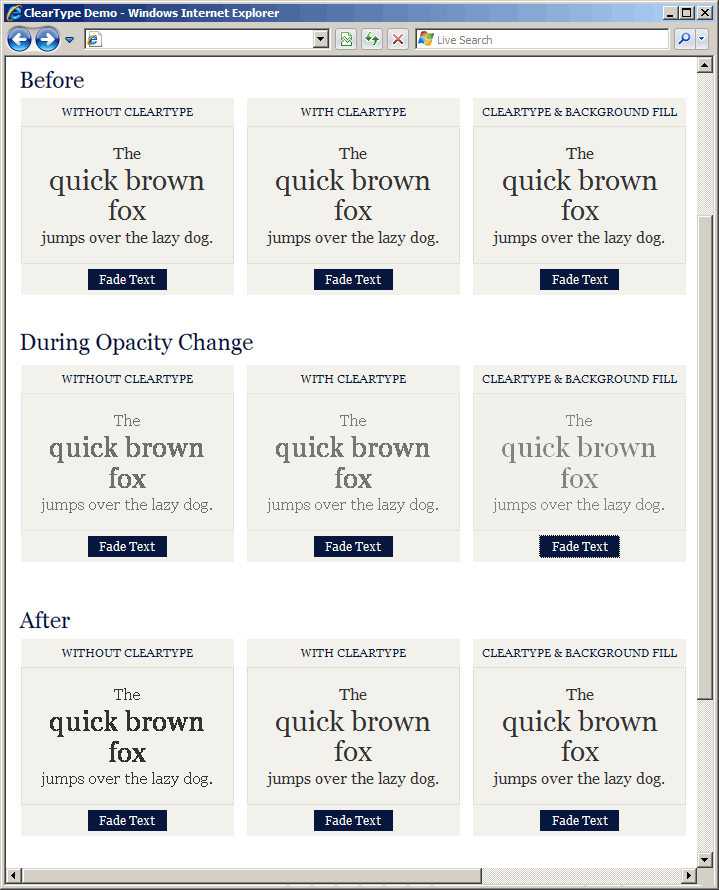 ClearType Demo - Windows Internet Explorer
Live Search
Before
WITHOUT CLEARTYPE
The
quick brown
fox
jumps over the lazy dog.
Fade Text
WITH CLEARTYPE
The
quick brown
fox
jumps over the lazy dog.
Fade Text
CLEARTYPE & BACKGROUND FILL
The
quick brown
fox
jumps over the lazy dog.
Fade Text
During Opacity Change
WITHOUT CLEARTYPE
The
quick brown
fox
jumps over the lazy dog.
Fade Text
WITH CLEARTYPE
The
quick brown
fox
jumps over the lazy dog.
Fade Text
CLEARTYPE & BACKGROUND FILL
The
quick brown
fox
jumps over the lazy dog.
Fade Text
After
WITHOUT CLEARTYPE
The
quick brown
fox
jumps over the lazy dog.
Fade Text
WITH CLEARTYPE
The
quick brown
fox
jumps over the lazy dog.
Fade Text
CLEARTYPE & BACKGROUND FILL
The
quick brown
fox
jumps over the lazy dog.
Fade Text